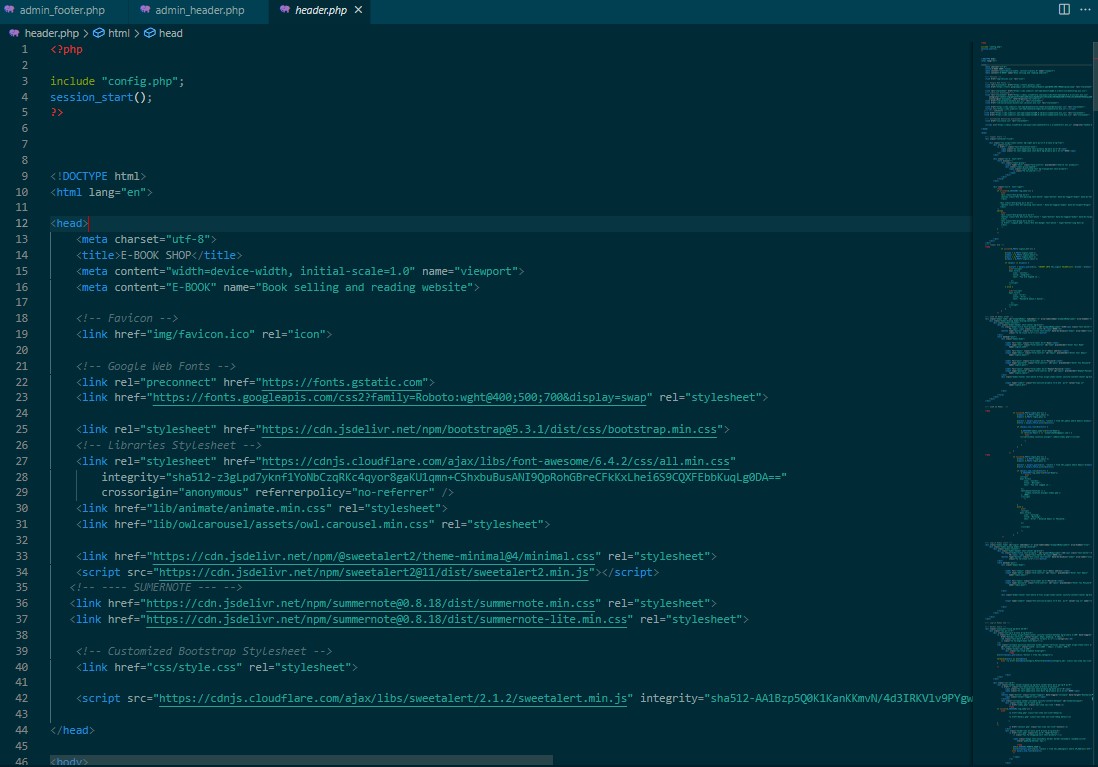 admin_footer.php admin_header.php header.php
header.php > html > head
1 <?php
2
3 include "config.php";
4 session_start();
5 ?>
6
7
8
9 <!DOCTYPE html>
10 <html lang="en">
11
12 <head>
13 <meta charset="utf-8">
14 <title>E-BOOK SHOP</title>
15 <meta content="width=device-width, initial-scale=1.0" name="viewport">
16 <meta content="E-BOOK" name="Book selling and reading website">
17
18 <!-- Favicon -->
19 <link href="img/favicon.ico" rel="icon">
20
21 <!-- Google Web Fonts -->
22 <link rel="preconnect" href="https://fonts.gstatic.com">
23 <link href="https://fonts.googleapis.com/css2?family=Roboto:wght@400;500;700&display=swap" rel="stylesheet">
24
25 <link rel="stylesheet" href="https://cdn.jsdelivr.net/npm/bootstrap@5.3.1/dist/css/bootstrap.min.css">
26 <!-- Libraries Stylesheet -->
27 <link rel="stylesheet" href="https://cdnjs.cloudflare.com/ajax/libs/font-awesome/6.4.2/css/all.min.css"
28 integrity="sha512-z3gLpd7yknf1YoNbCzqRKc4qyor8gaKU1qmn+CShxbuBusANI9QpRohGBreCFkKxLhei6S9CQXFEbbKuqLg0DA=="
29 crossorigin="anonymous" referrerpolicy="no-referrer" />
30 <link href="lib/animate/animate.min.css" rel="stylesheet">
31 <link href="lib/owlcarousel/assets/owl.carousel.min.css" rel="stylesheet">
32
33 <link href="https://cdn.jsdelivr.net/npm/@sweetalert2/theme-minimal@4/minimal.css" rel="stylesheet">
34 <script src="https://cdn.jsdelivr.net/npm/sweetalert2@11/dist/sweetalert2.min.js"></script>
35 <!-- ---- SUMERNOTE --- -->
36 <link href="https://cdn.jsdelivr.net/npm/summernote@0.8.18/dist/summernote.min.css" rel="stylesheet">
37 <link href="https://cdn.jsdelivr.net/npm/summernote@0.8.18/dist/summernote-lite.min.css" rel="stylesheet">
38
39 <!-- Customized Bootstrap Stylesheet -->
40 <link href="css/style.css" rel="stylesheet">
41
42 <script src="https://cdnjs.cloudflare.com/ajax/libs/sweetalert/2.1.2/sweetalert.min.js" integrity="sha512-AA1Bzp5Q0K1KanKKmvN/4d3IRKVlv9PYgw
43
44 </head>
45
46 <body>